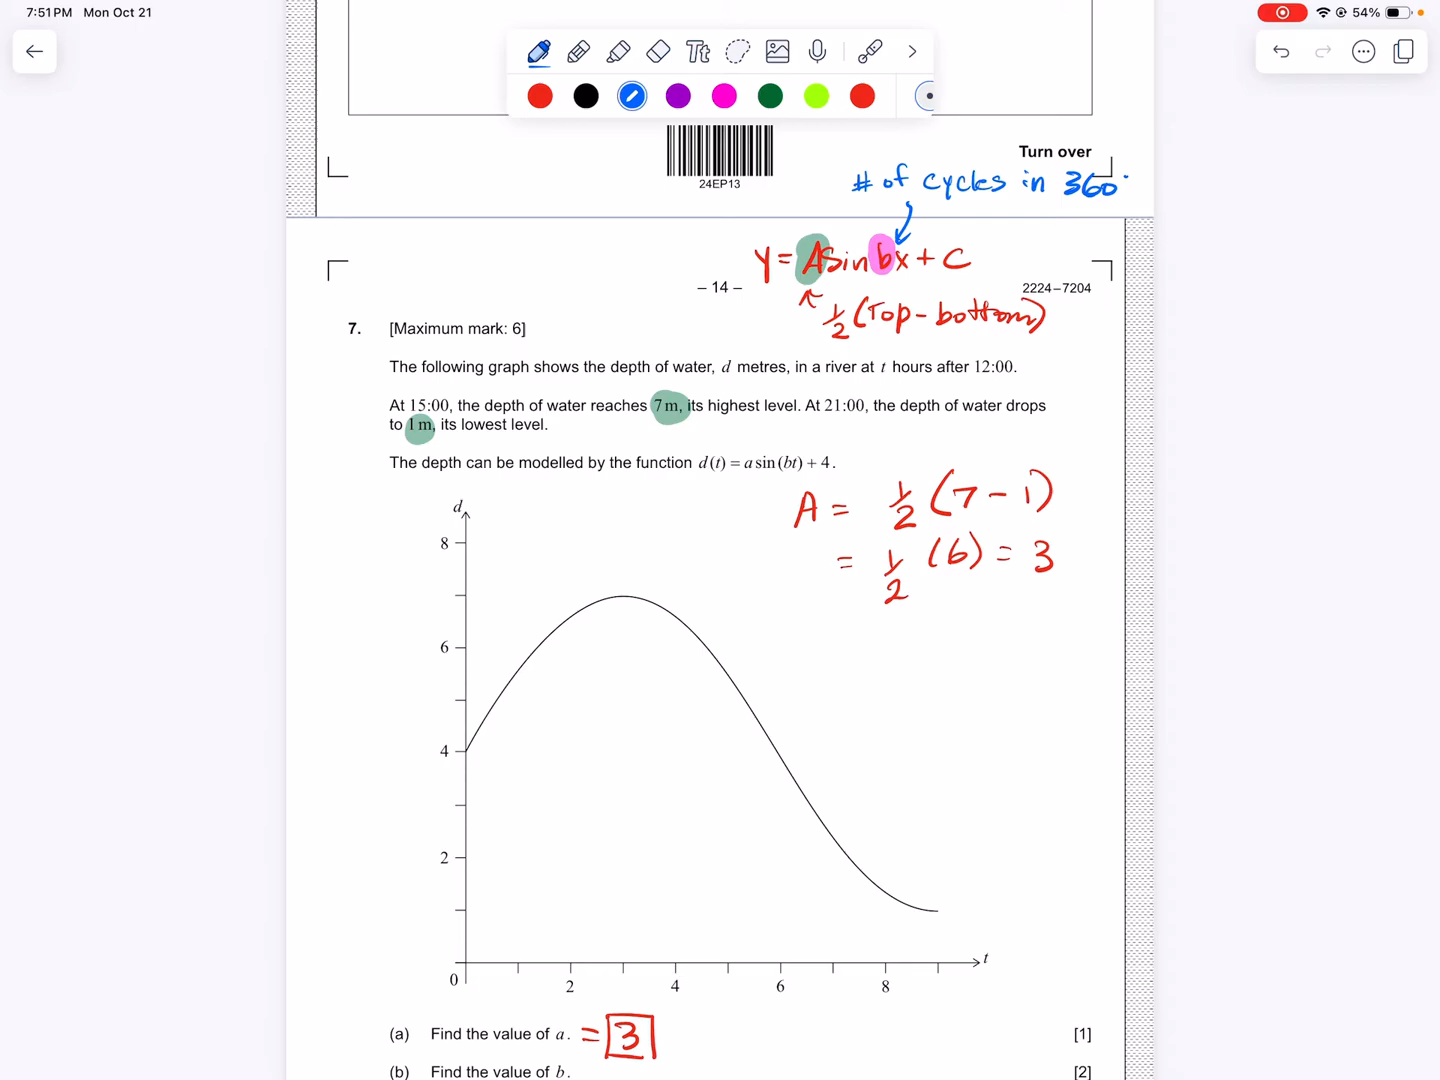 7:51 PM Mon Oct 21
54%
Tt
24EP13
Turn over
# of cycles in 360°
y = A sin bx + C
– 14 –
2224–7204
½ (Top - bottom)
7. [Maximum mark: 6]
The following graph shows the depth of water, d metres, in a river at t hours after 12:00.
At 15:00, the depth of water reaches 7 m, its highest level. At 21:00, the depth of water drops
to 1 m, its lowest level.
The depth can be modelled by the function d(t) = a sin(bt) + 4.
A = ½ (7 - 1)
= ½ (6) = 3
d
8
6
4
2
0
2
4
6
8
t
(a) Find the value of a. = 3 [1]
(b) Find the value of b. [2]